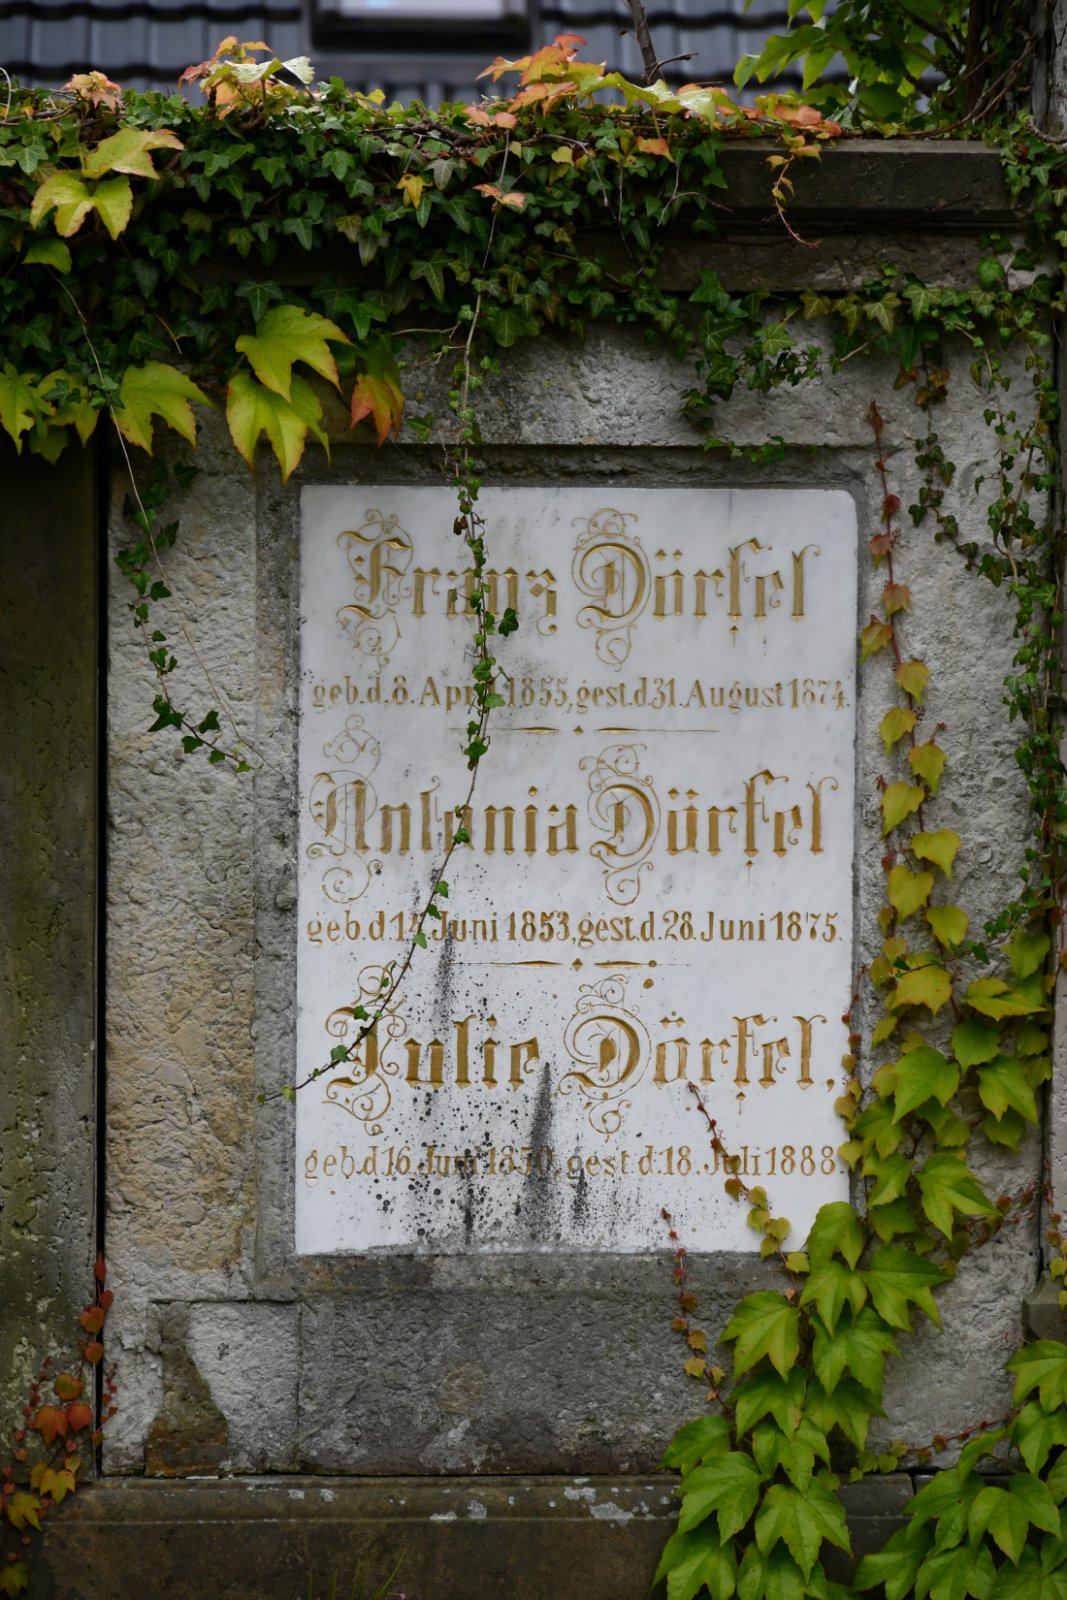 Franz Dörfel
geb.d.8.April 1855,gest.d.31.August 1874.
Antonia Dörfel
geb.d.14.Juni 1853,gest.d.28.Juni 1875.
Julie Dörfel,
geb.d.16.Juni 1850, gest.d.18.Juli 1888.